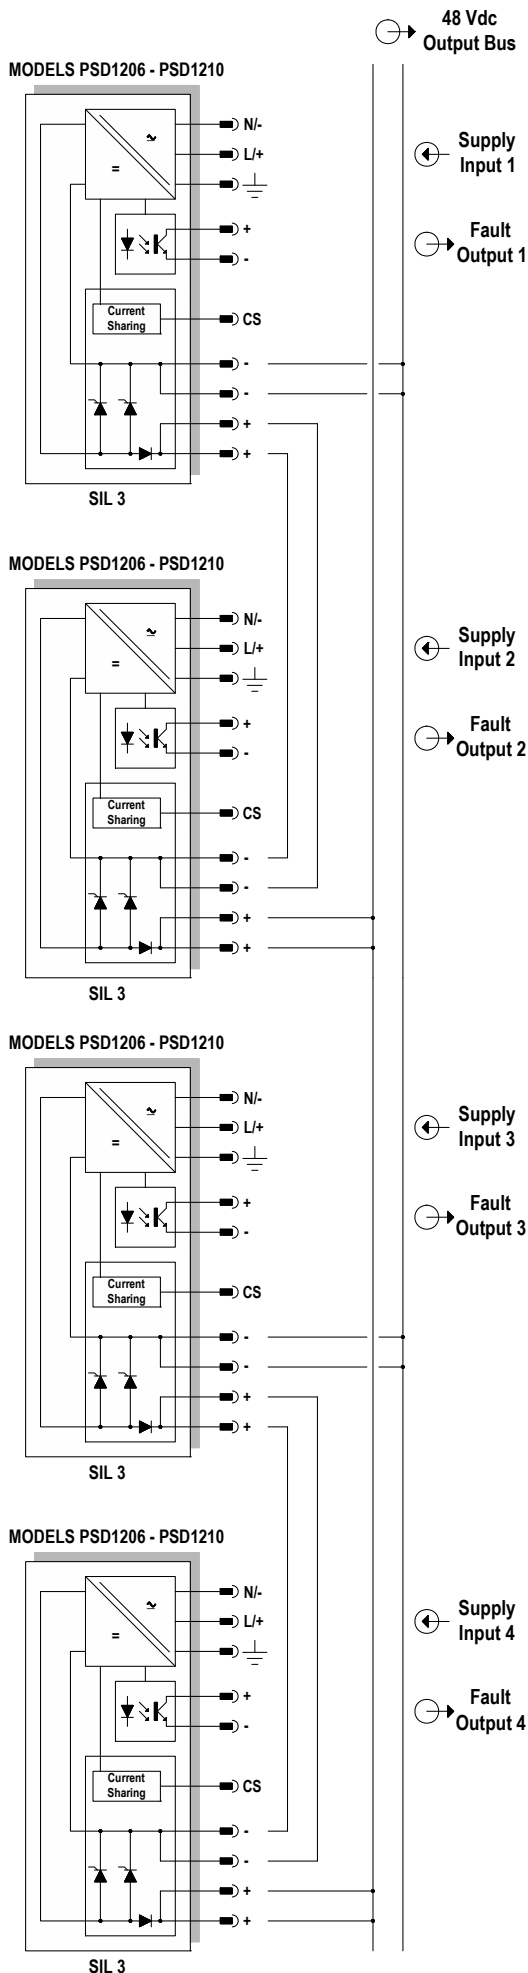 48 Vdc
Output Bus
MODELS PSD1206 - PSD1210
N/-
L/+
Supply
Input 1
=
~
+
-
Fault
Output 1
Current
Sharing
CS
-
-
+
+
SIL 3
MODELS PSD1206 - PSD1210
N/-
L/+
Supply
Input 2
=
~
+
-
Fault
Output 2
Current
Sharing
CS
-
-
+
+
SIL 3
MODELS PSD1206 - PSD1210
N/-
L/+
Supply
Input 3
=
~
+
-
Fault
Output 3
Current
Sharing
CS
-
-
+
+
SIL 3
MODELS PSD1206 - PSD1210
N/-
L/+
Supply
Input 4
=
~
+
-
Fault
Output 4
Current
Sharing
CS
-
-
+
+
SIL 3